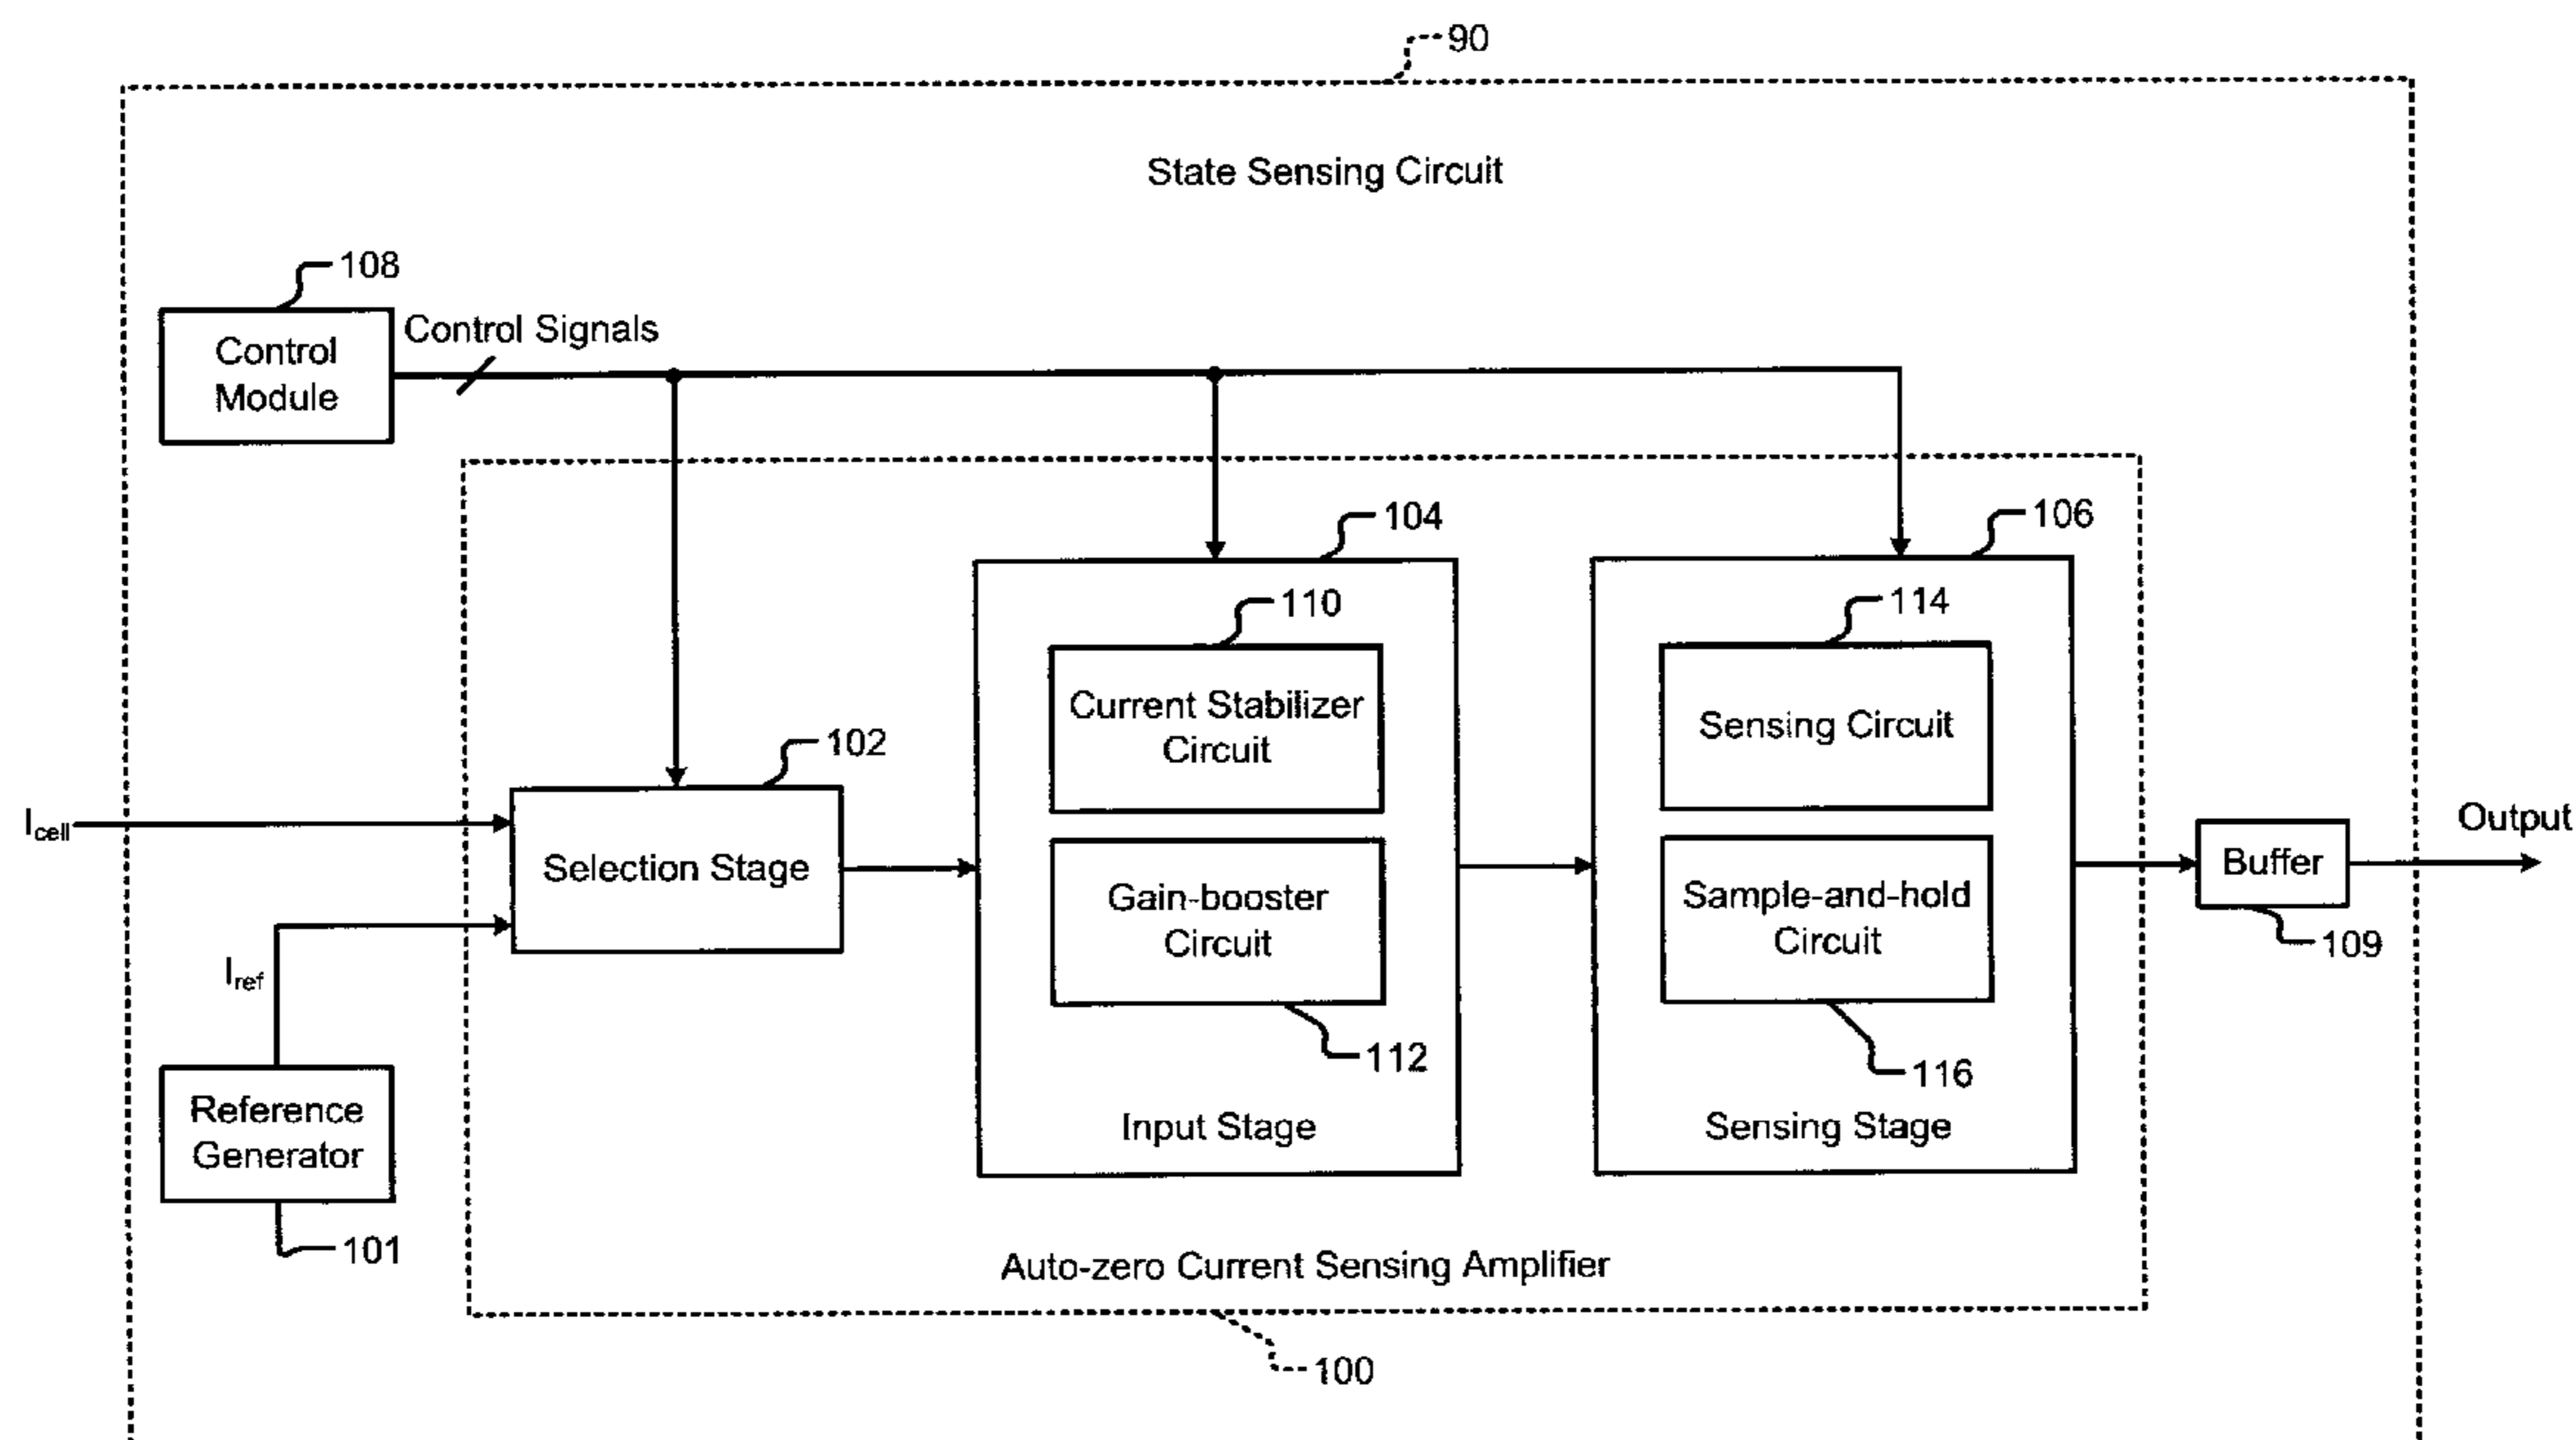 90
State Sensing Circuit
108
Control
Module
Control Signals
104
106
110
114
Current Stabilizer
Circuit
Sensing Circuit
102
Icell
Selection Stage
Output
Buffer
109
Gain-booster
Circuit
Sample-and-hold
Circuit
Iref
112
116
Reference
Generator
Input Stage
Sensing Stage
101
Auto-zero Current Sensing Amplifier
100